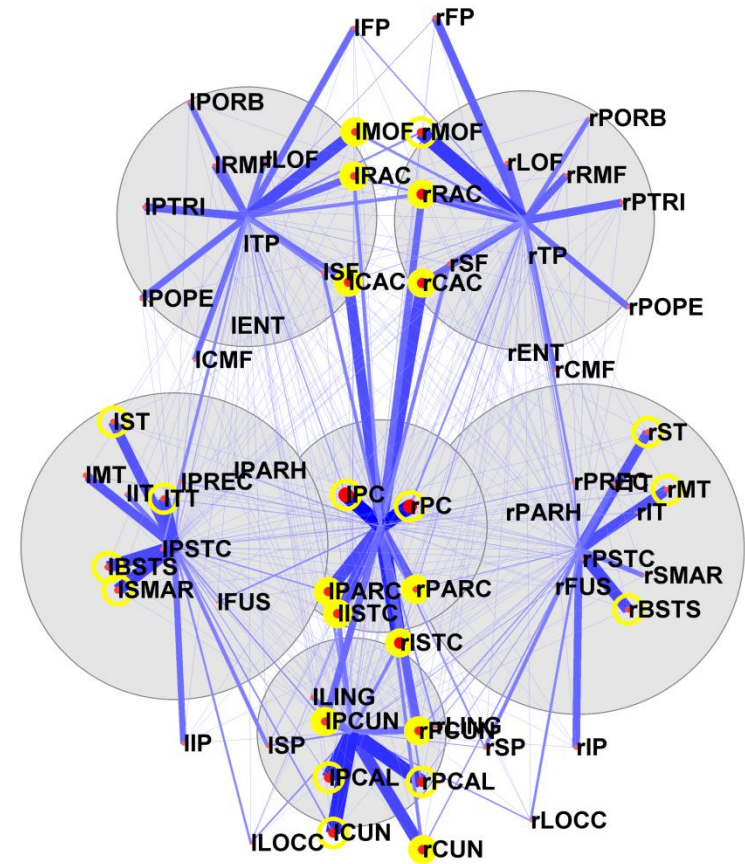 lFP
rFP
lPORB
rPORB
lMOF
rMOF
lRMF
lLOF
rLOF
rRMF
lRAC
rRAC
lPTRI
rPTRI
lTP
rTP
lSF
rSF
lCAC
rCAC
lPOPE
rPOPE
lENT
rENT
lCMF
rCMF
lST
rST
lMT
lPREC
lPARH
rPREC
rTT
rMT
lIT
lTT
lPC
rPC
rPARH
rIT
lPSTC
rPSTC
lBSTS
rSMAR
lSMAR
lFUS
rFUS
lPARC
rPARC
rBSTS
lISTC
rISTC
lLING
rLING
lPCUN
rPCUN
lIP
lSP
rSP
rIP
lPCAL
rPCAL
rLOCC
lCUN
lLOCC
rCUN